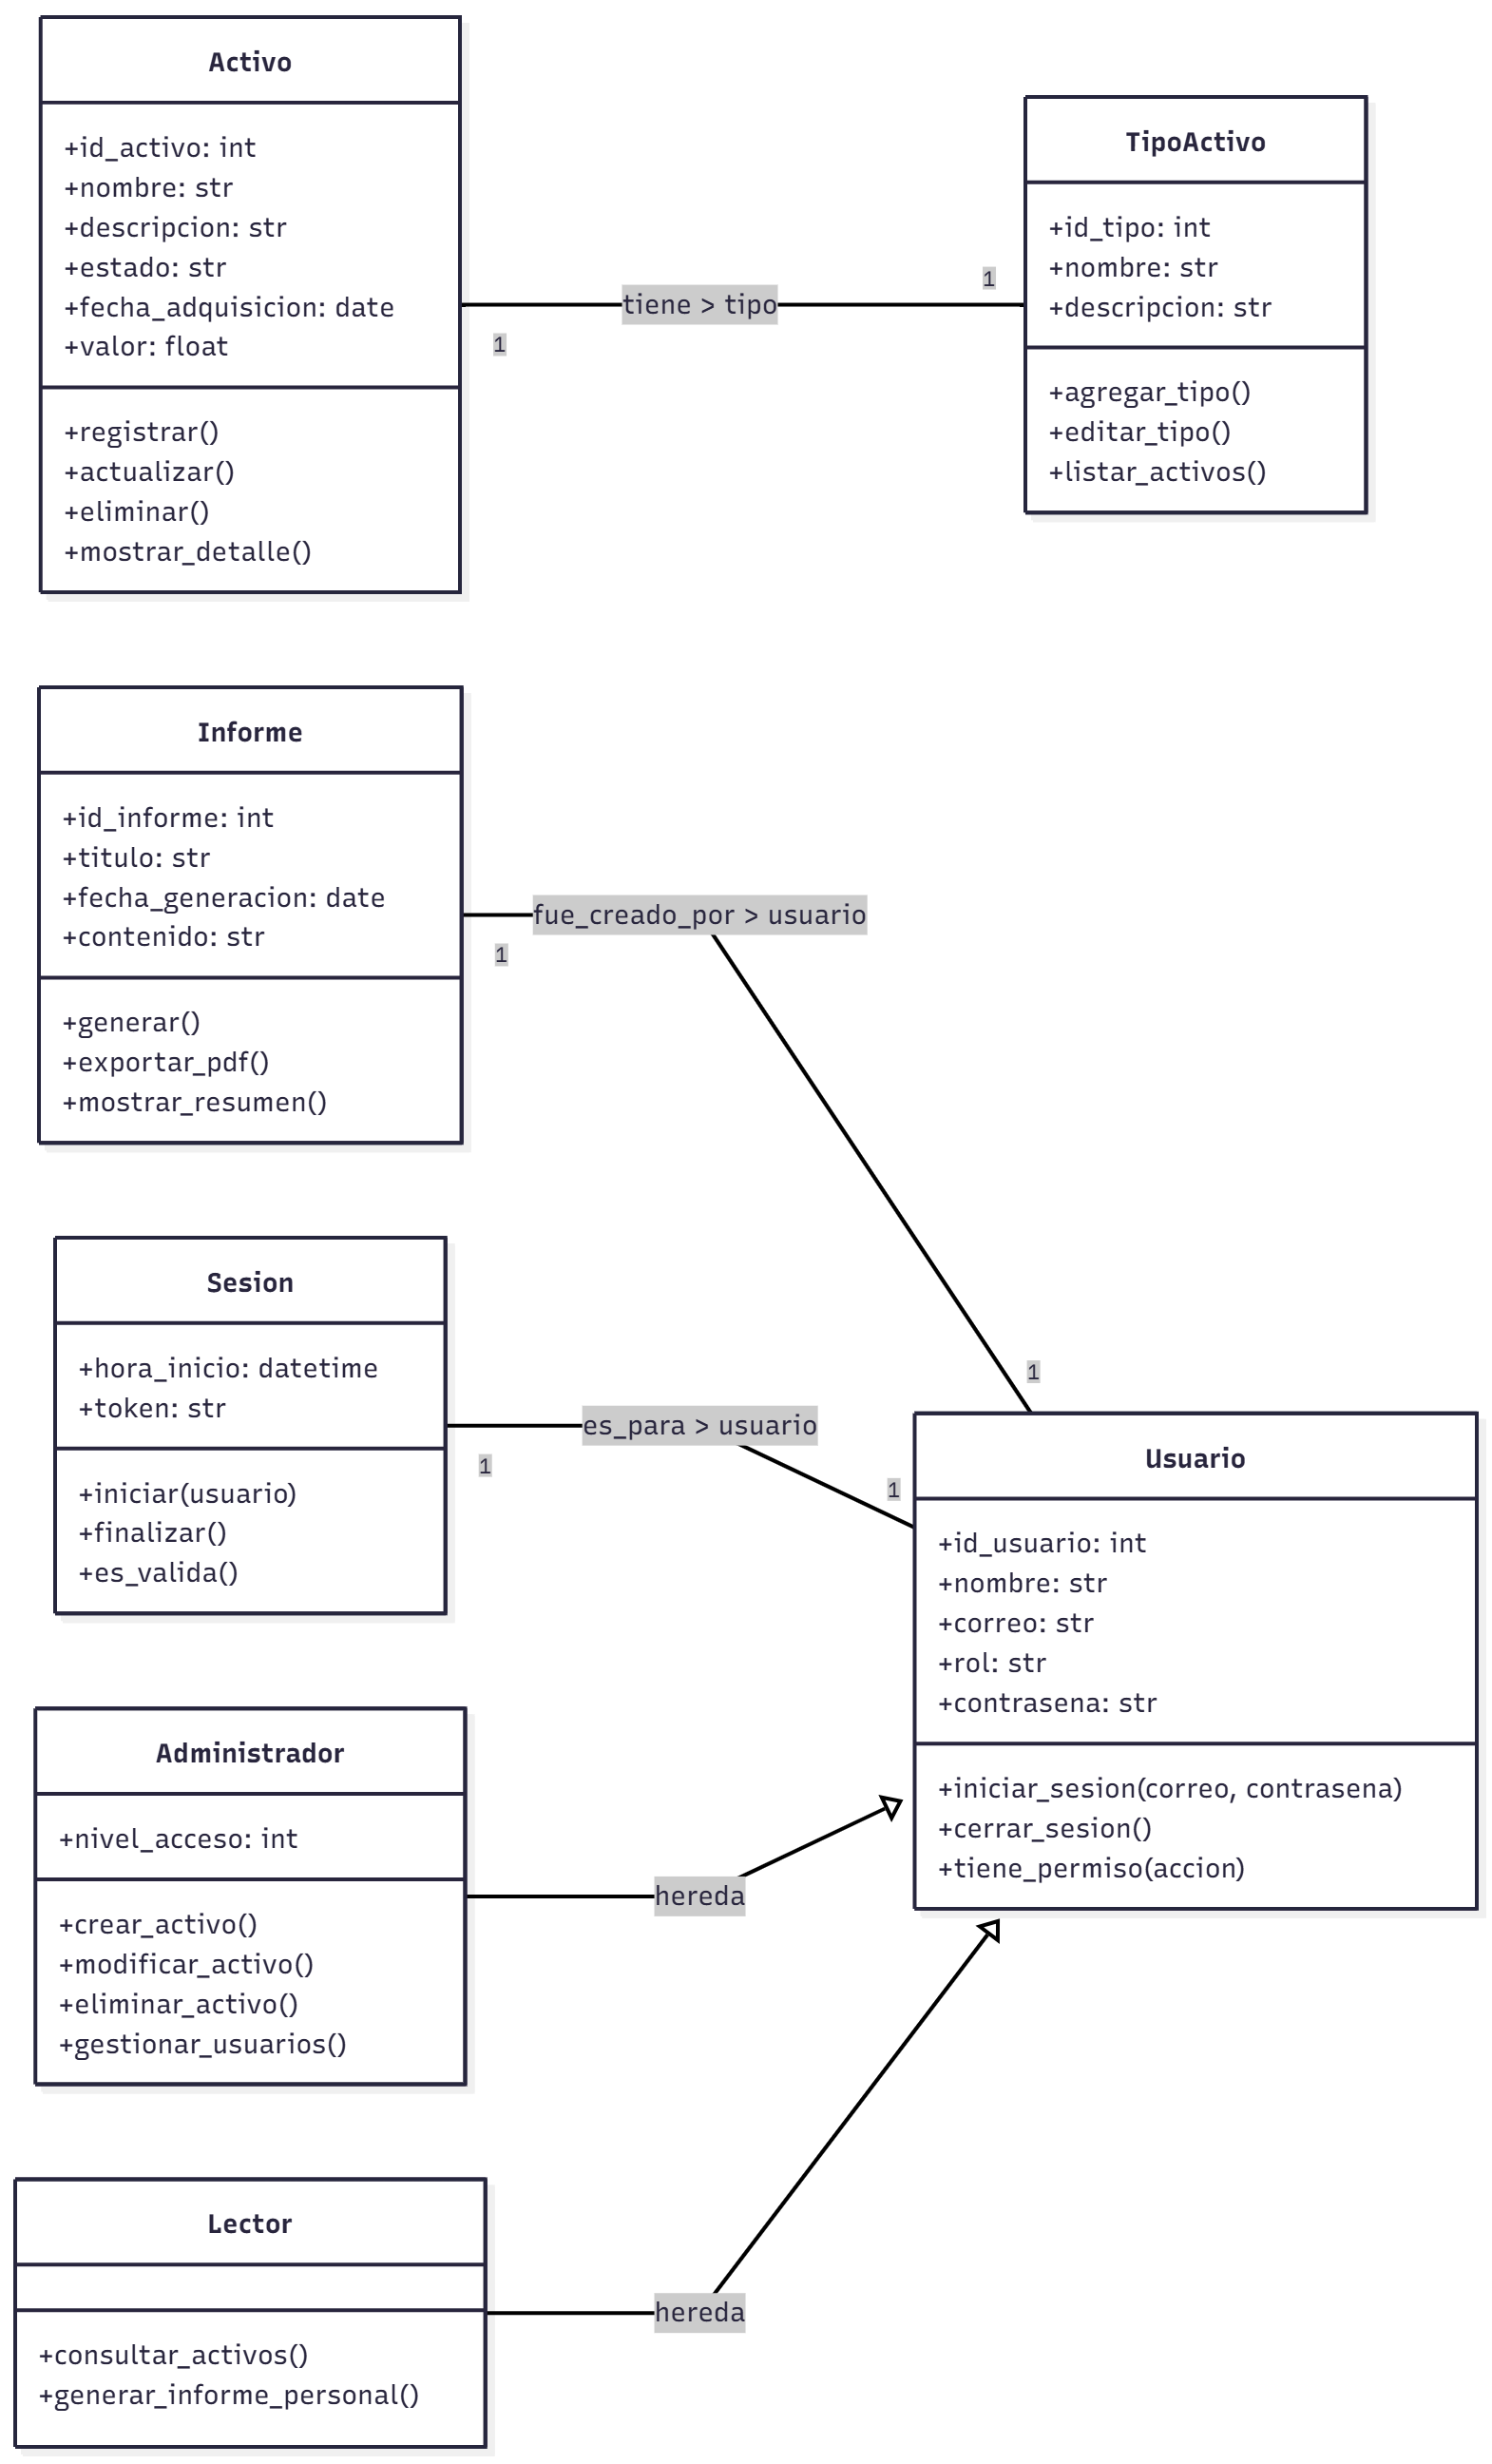 Activo
+id_activo: int
+nombre: str
+descripcion: str
+estado: str
+fecha_adquisicion: date
+valor: float
+registrar()
+actualizar()
+eliminar()
+mostrar_detalle()
1
tiene > tipo
1
TipoActivo
+id_tipo: int
+nombre: str
+descripcion: str
+agregar_tipo()
+editar_tipo()
+listar_activos()
Informe
+id_informe: int
+titulo: str
+fecha_generacion: date
+contenido: str
+generar()
+exportar_pdf()
+mostrar_resumen()
1
fue_creado_por > usuario
1
Sesion
+hora_inicio: datetime
+token: str
+iniciar(usuario)
+finalizar()
+es_valida()
1
es_para > usuario
1
Usuario
+id_usuario: int
+nombre: str
+correo: str
+rol: str
+contrasena: str
+iniciar_sesion(correo, contrasena)
+cerrar_sesion()
+tiene_permiso(accion)
Administrador
+nivel_acceso: int
+crear_activo()
+modificar_activo()
+eliminar_activo()
+gestionar_usuarios()
hereda
Lector
+consultar_activos()
+generar_informe_personal()
hereda